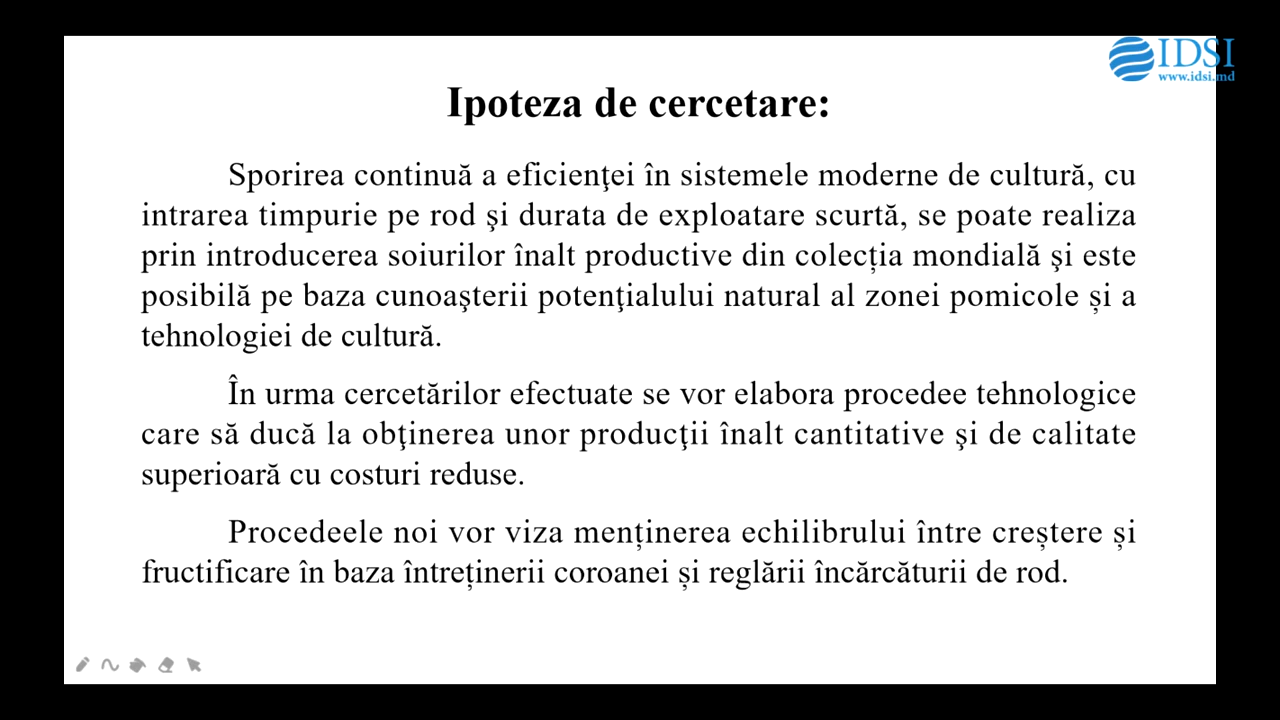 IDSI
www.idsi.md
Ipoteza de cercetare:
Sporirea continuă a eficienţei în sistemele moderne de cultură, cu
intrarea timpurie pe rod şi durata de exploatare scurtă, se poate realiza
prin introducerea soiurilor înalt productive din colecția mondială şi este
posibilă pe baza cunoaşterii potenţialului natural al zonei pomicole și a
tehnologiei de cultură.
În urma cercetărilor efectuate se vor elabora procedee tehnologice
care să ducă la obţinerea unor producţii înalt cantitative şi de calitate
superioară cu costuri reduse.
Procedeele noi vor viza menținerea echilibrului între creștere și
fructificare în baza întreținerii coroanei și reglării încărcăturii de rod.